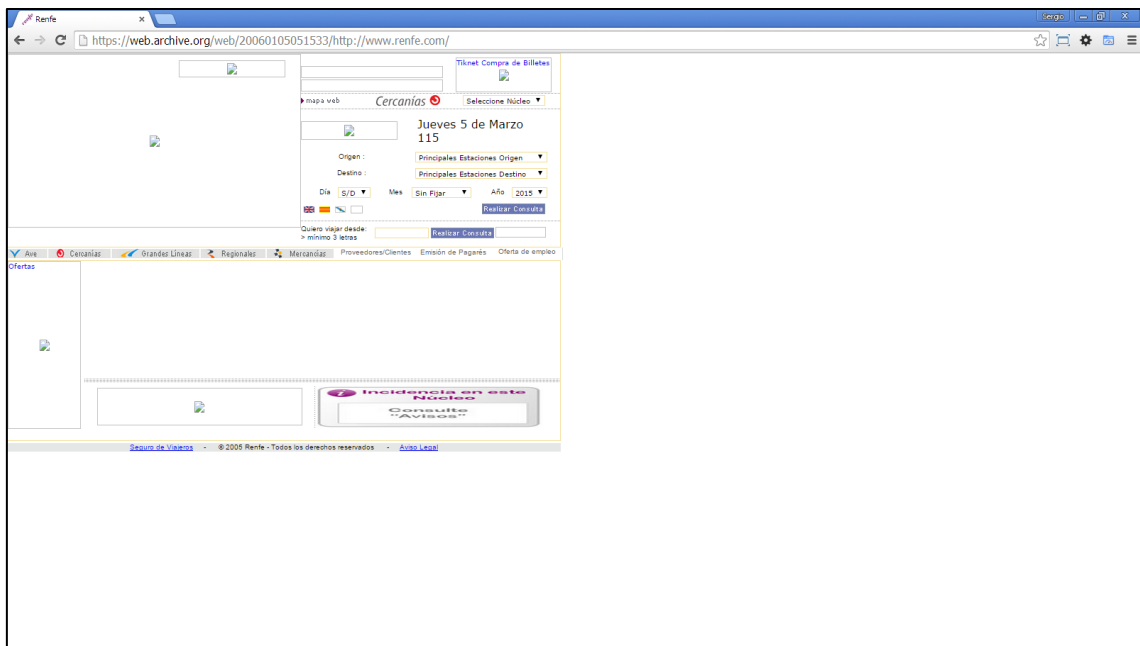 Renfe
Sergio
https://web.archive.org/web/20060105051533/http://www.renfe.com/
Tiknet Compra de Billetes
mapa web
Cercanías
Seleccione Núcleo
Jueves 5 de Marzo
115
Origen :
Principales Estaciones Origen
Destino :
Principales Estaciones Destino
Día S/D Mes Sin Fijar Año 2015
Realizar Consulta
Quiero viajar desde:
> mínimo 3 letras
Realizar Consulta
Ave Cercanías Grandes Líneas Regionales Mercancías Proveedores/Clientes Emisión de Pagarés Oferta de empleo
Ofertas
i Incidencia en este
Núcleo
Consulte
"Avisos"
Seguro de Viajeros - ® 2005 Renfe - Todos los derechos reservados - Aviso Legal